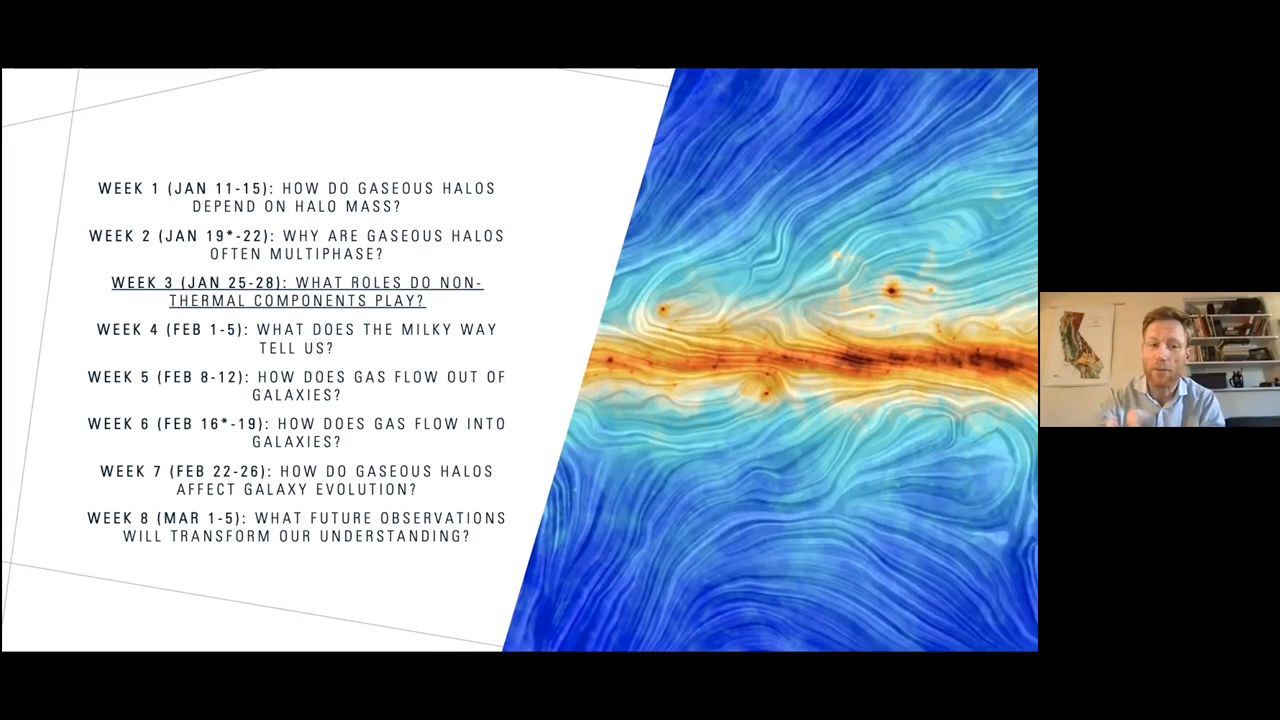 WEEK 1 (JAN 11-15): HOW DO GASEOUS HALOS
DEPEND ON HALO MASS?
WEEK 2 (JAN 19*-22): WHY ARE GASEOUS HALOS
OFTEN MULTIPHASE?
WEEK 3 (JAN 25-28): WHAT ROLES DO NON-
THERMAL COMPONENTS PLAY?
WEEK 4 (FEB 1-5): WHAT DOES THE MILKY WAY
TELL US?
WEEK 5 (FEB 8-12): HOW DOES GAS FLOW OUT OF
GALAXIES?
WEEK 6 (FEB 16*-19): HOW DOES GAS FLOW INTO
GALAXIES?
WEEK 7 (FEB 22-26): HOW DO GASEOUS HALOS
AFFECT GALAXY EVOLUTION?
WEEK 8 (MAR 1-5): WHAT FUTURE OBSERVATIONS
WILL TRANSFORM OUR UNDERSTANDING?